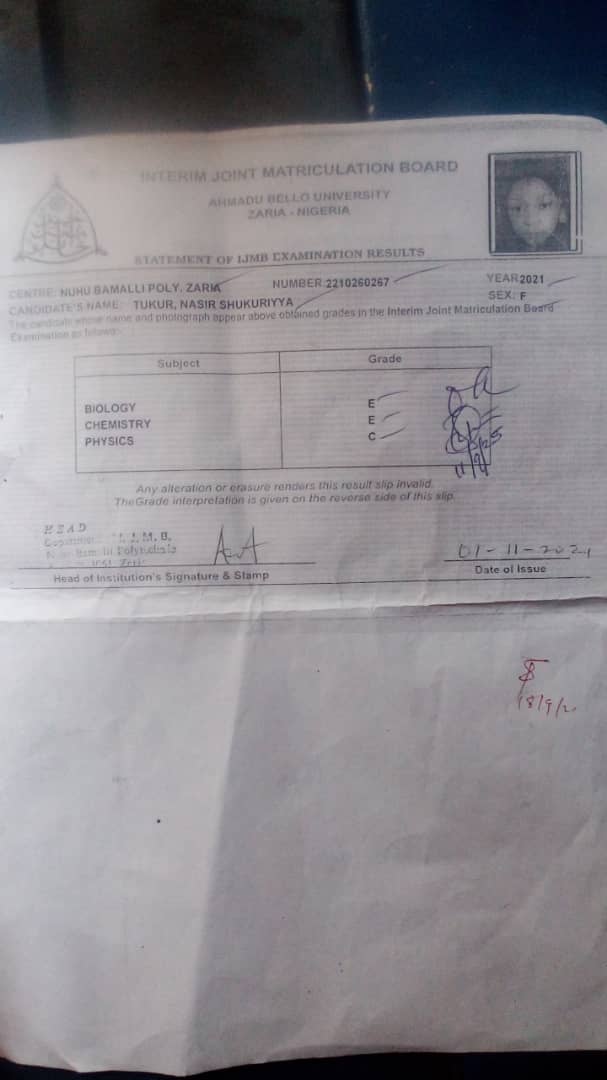 INTERIM JOINT MATRICULATION BOARD
AHMADU BELLO UNIVERSITY
ZARIA - NIGERIA
STATEMENT OF IJMB EXAMINATION RESULTS
CENTRE: NUHU BAMALLI POLY. ZARIA NUMBER 2210260267 YEAR 2021
CANDIDATE'S NAME: TUKUR, NASIR SHUKURIYYA SEX: F
The candidate whose name and photograph appear above obtained grades in the Interim Joint Matriculation Board
Examination as follows:-
Subject Grade
BIOLOGY E
CHEMISTRY E
PHYSICS C
Any alteration or erasure renders this result slip invalid.
The Grade interpretation is given on the reverse side of this slip.
HEAD
I. J. M. B.
01-11-2021
Head of Institution's Signature & Stamp Date of Issue
18/9/2